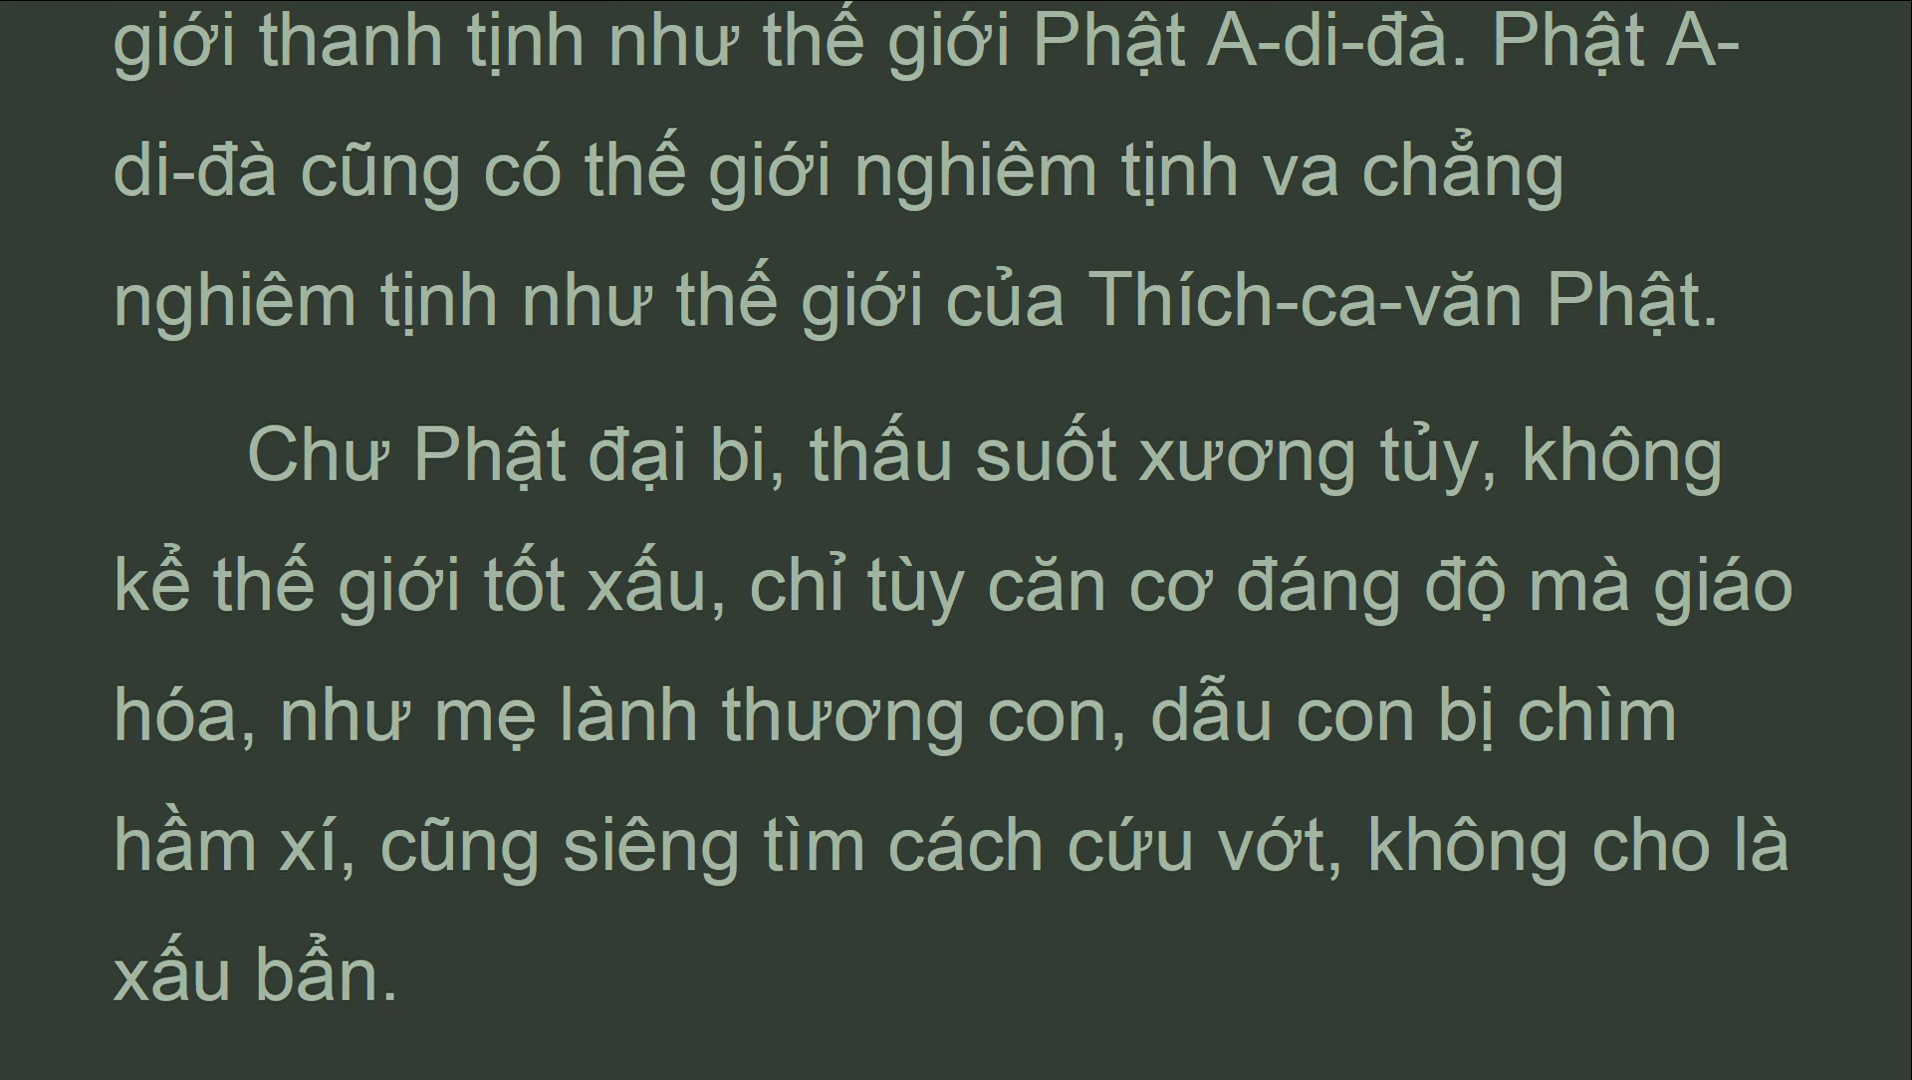 giới thanh tịnh như thế giới Phật A-di-đà. Phật A-
di-đà cũng có thế giới nghiêm tịnh va chẳng
nghiêm tịnh như thế giới của Thích-ca-văn Phật.
Chư Phật đại bi, thấu suốt xương tủy, không
kể thế giới tốt xấu, chỉ tùy căn cơ đáng độ mà giáo
hóa, như mẹ lành thương con, dẫu con bị chìm
hầm xí, cũng siêng tìm cách cứu vớt, không cho là
xấu bẩn.